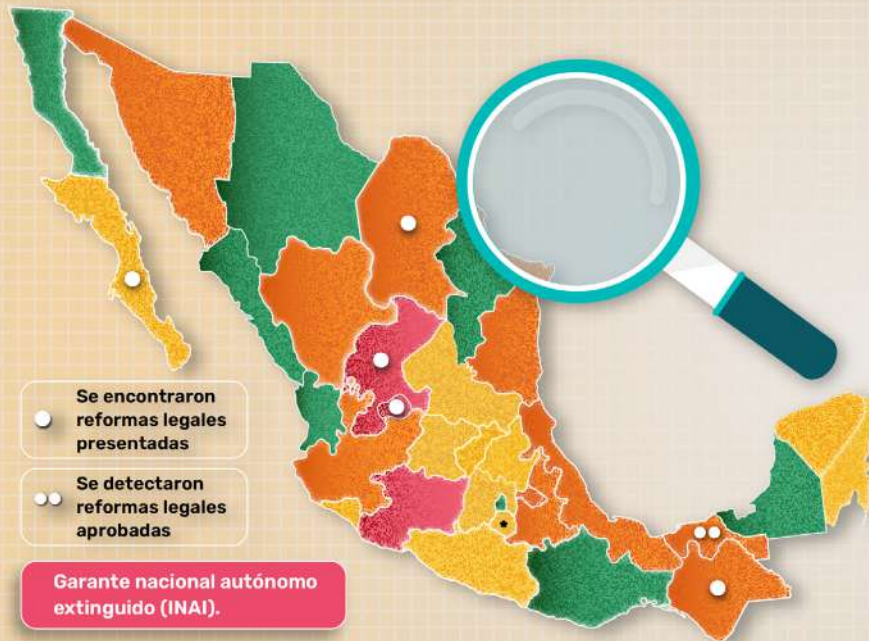 Se encontraron
reformas legales
presentadas
Se detectaron
reformas legales
aprobadas
Garante nacional autónomo
extinguido (INAI).